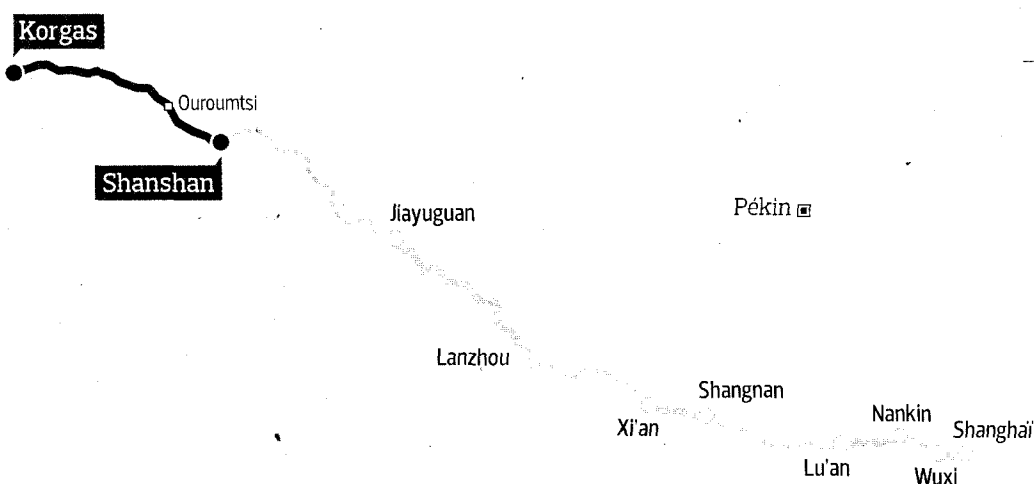 Korgas
Ouroumtsi
Shanshan
Jiayuguan
Pékin
Lanzhou
Shangnan
Xi'an
Nankin
Shanghaï
Lu'an
Wuxi